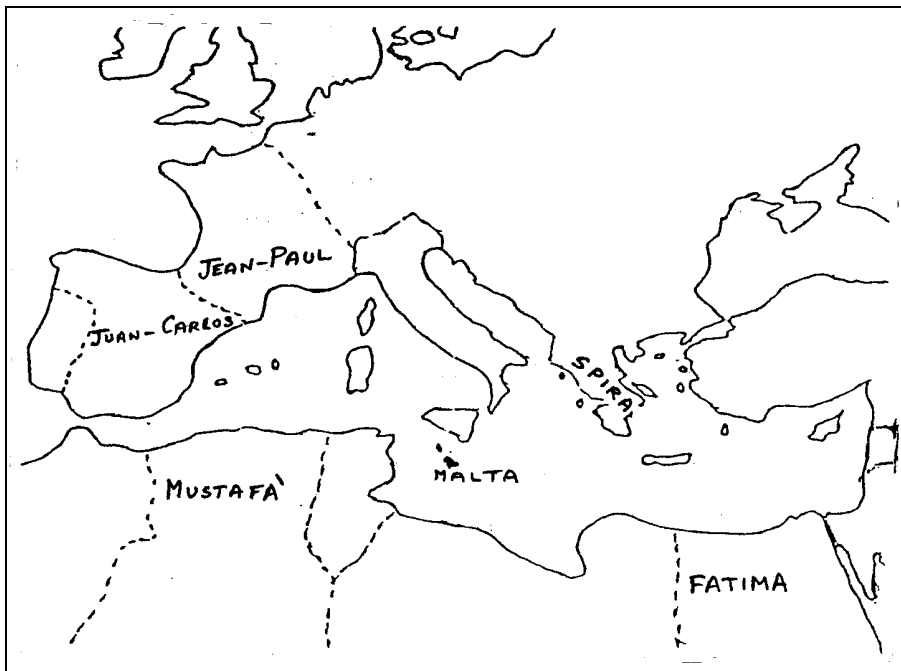 SOU
JEAN-PAUL
JUAN-CARLOS
SPIRA
MUSTAFA'
MALTA
FATIMA